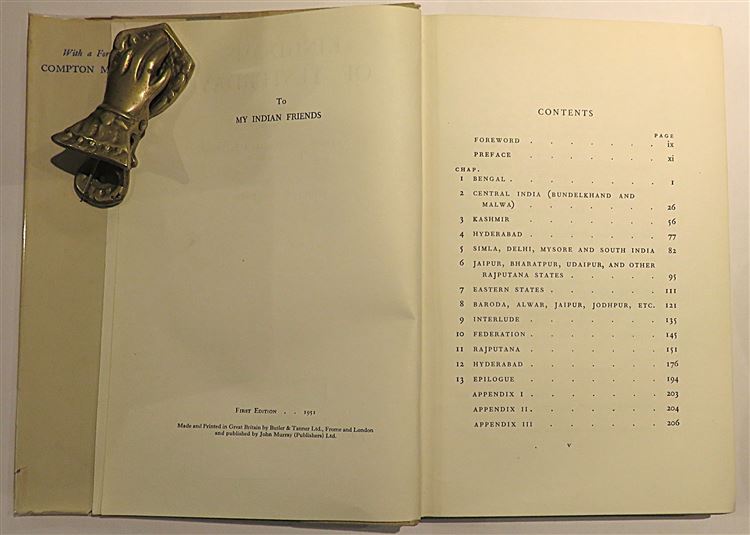 With a For
COMPTON M
To
MY INDIAN FRIENDS
First Edition . . 1951
Made and Printed in Great Britain by Butler & Tanner Ltd., Frome and London
and published by John Murray (Publishers) Ltd.
CONTENTS
PAGE
FOREWORD . . . . . . ix
PREFACE . . . . . . xi
CHAP.
1 BENGAL . . . . . . . 1
2 CENTRAL INDIA (BUNDELKHAND AND
MALWA) . . . . . . 26
3 KASHMIR . . . . . . 56
4 HYDERABAD . . . . . . 77
5 SIMLA, DELHI, MYSORE AND SOUTH INDIA 82
6 JAIPUR, BHARATPUR, UDAIPUR, AND OTHER
RAJPUTANA STATES . . . . 95
7 EASTERN STATES . . . . . 111
8 BARODA, ALWAR, JAIPUR, JODHPUR, ETC. 121
9 INTERLUDE . . . . . . 135
10 FEDERATION . . . . . . 145
11 RAJPUTANA . . . . . . 151
12 HYDERABAD . . . . . . 176
13 EPILOGUE . . . . . . 194
APPENDIX I . . . . . . 203
APPENDIX II . . . . . . 204
APPENDIX III . . . . . . 206
v